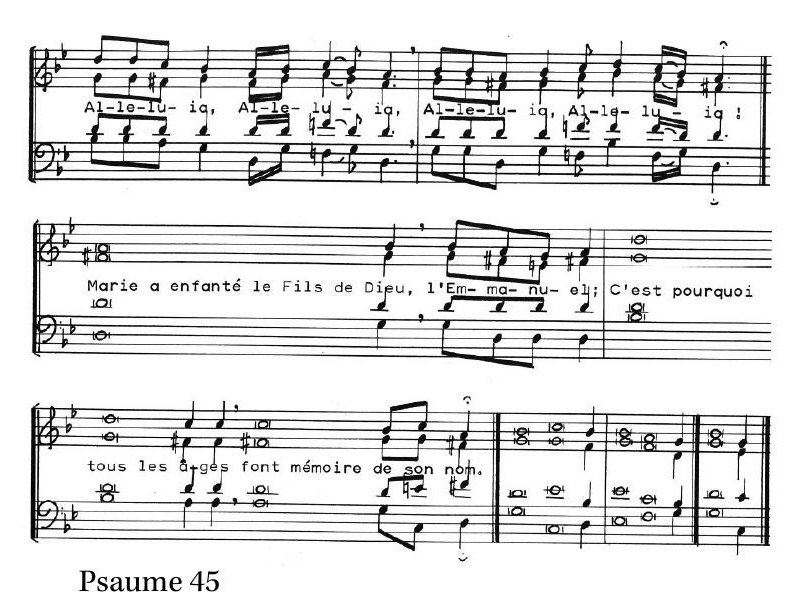 Al-le-lu- ia, Al-le- lu - ia, Al-le-lu- ia, Al-le- lu - ia :
Marie a enfanté le Fils de Dieu, l'Em- ma- nu- el; C'est pourquoi
tous les â-ges font mémoire de son nom.
Psaume 45